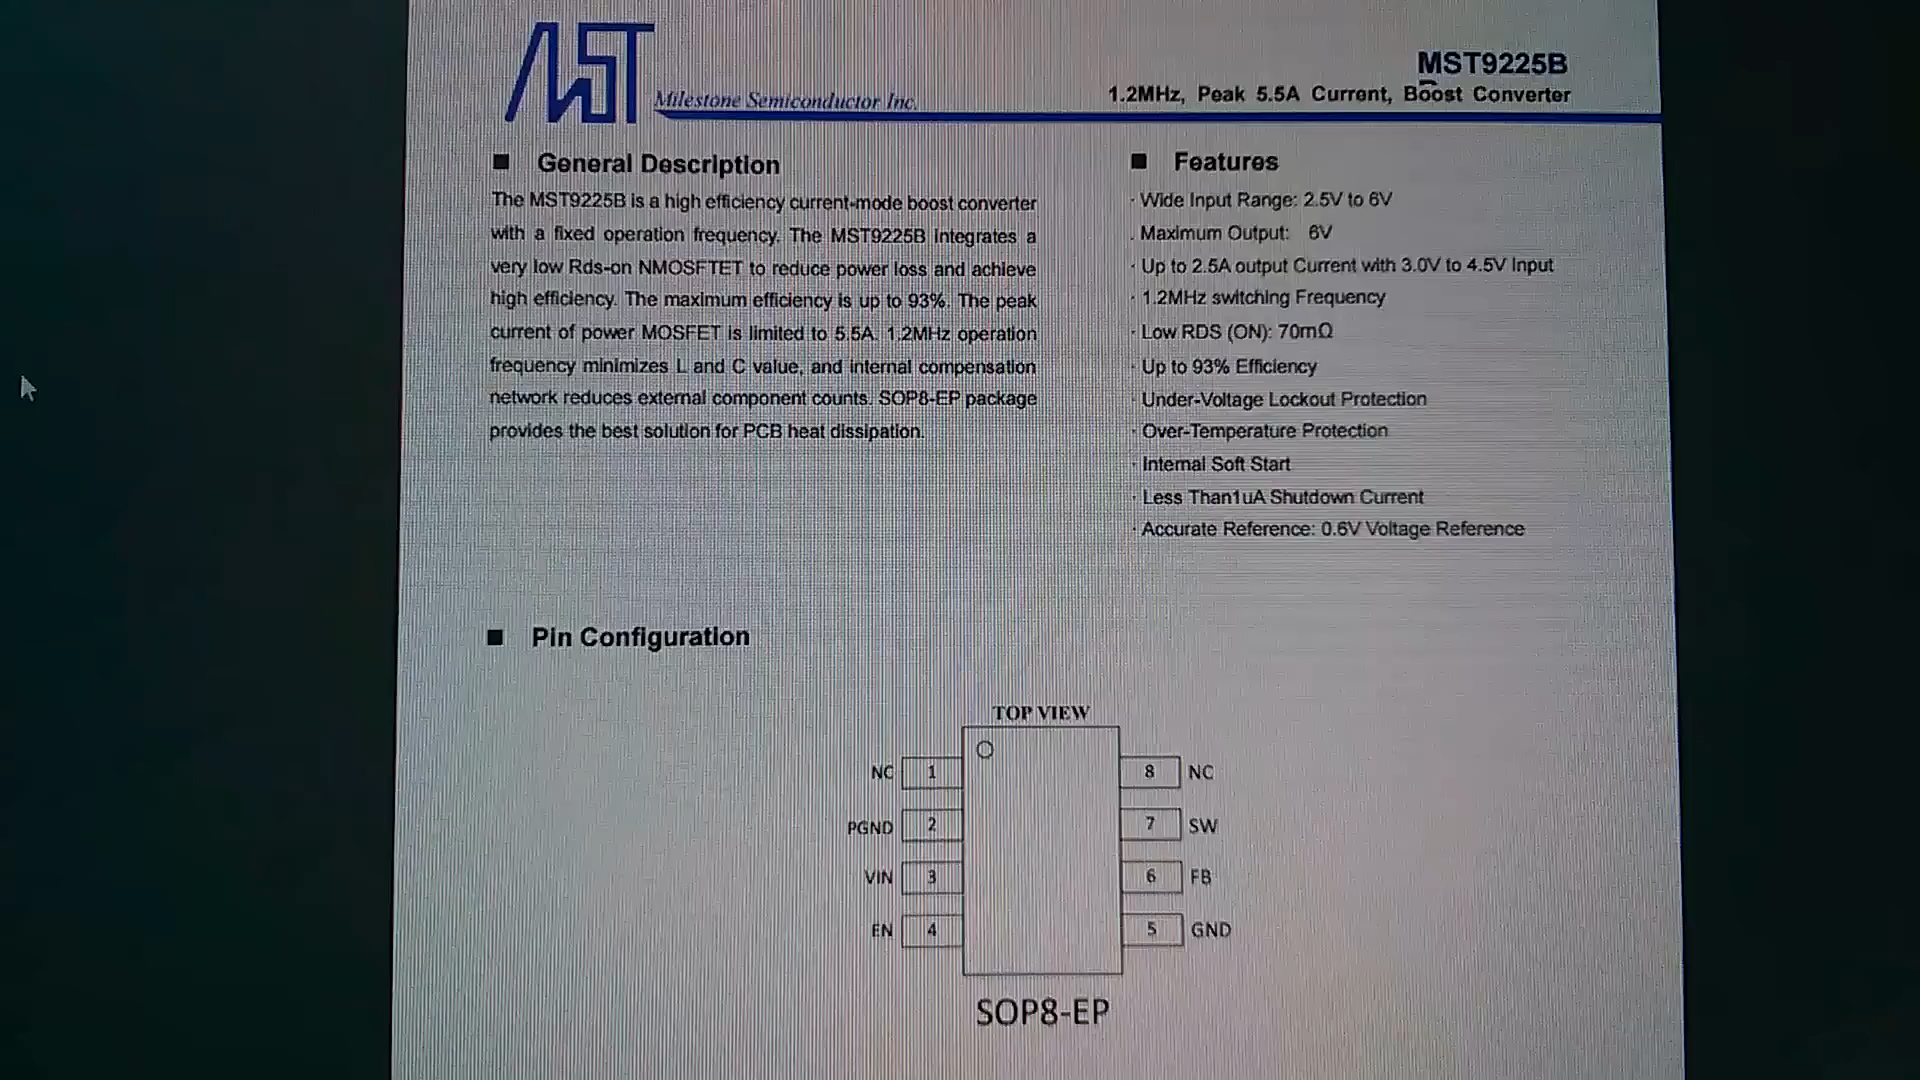 MST
Milestone Semiconductor Inc.
MST9225B
1.2MHz, Peak 5.5A Current, Boost Converter
■ General Description
The MST9225B is a high efficiency current-mode boost converter
with a fixed operation frequency. The MST9225B integrates a
very low Rds-on NMOSFTET to reduce power loss and achieve
high efficiency. The maximum efficiency is up to 93%. The peak
current of power MOSFET is limited to 5.5A. 1.2MHz operation
frequency minimizes L and C value, and internal compensation
network reduces external component counts. SOP8-EP package
provides the best solution for PCB heat dissipation.
■ Features
· Wide Input Range: 2.5V to 6V
. Maximum Output: 6V
· Up to 2.5A output Current with 3.0V to 4.5V Input
· 1.2MHz switching Frequency
· Low RDS (ON): 70mΩ
· Up to 93% Efficiency
· Under-Voltage Lockout Protection
· Over-Temperature Protection
· Internal Soft Start
· Less Than1uA Shutdown Current
· Accurate Reference: 0.6V Voltage Reference
■ Pin Configuration
TOP VIEW
NC 1 8 NC
PGND 2 7 SW
VIN 3 6 FB
EN 4 5 GND
SOP8-EP